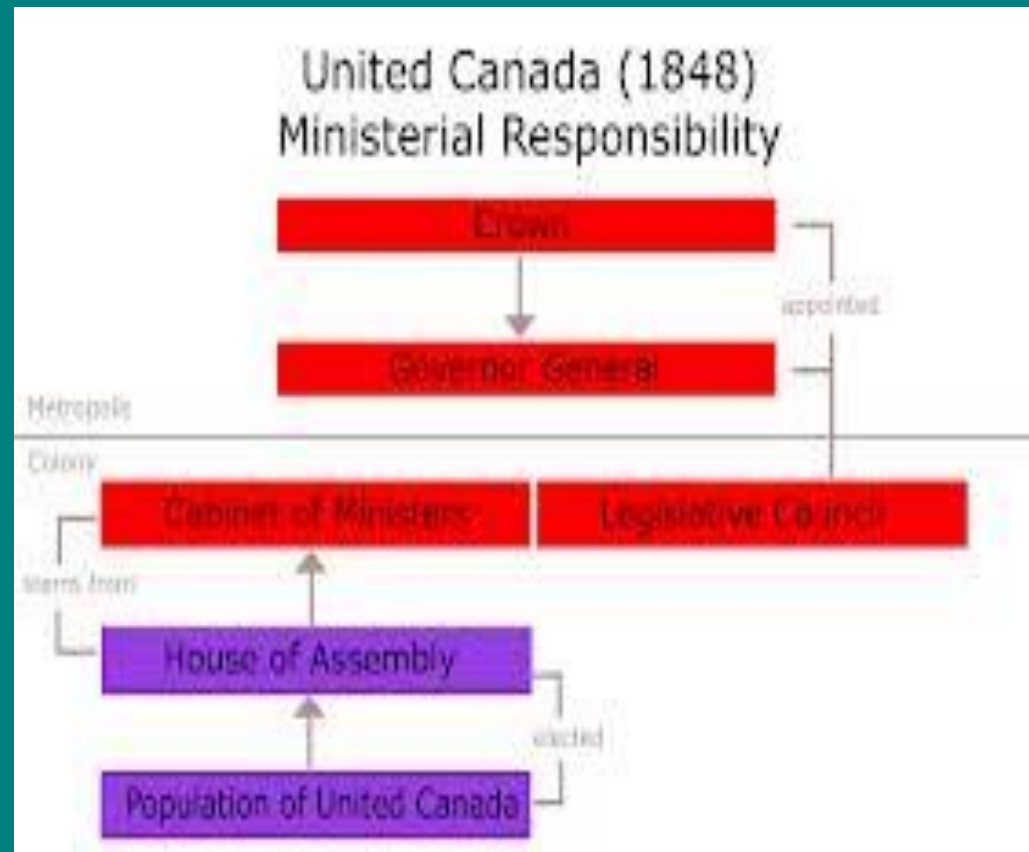 United Canada (1848)
Ministerial Responsibility
Crown
appointed
Governor General
Metropole
Colony
Cabinet of Ministers
Legislative Council
stems from
House of Assembly
elected
Population of United Canada